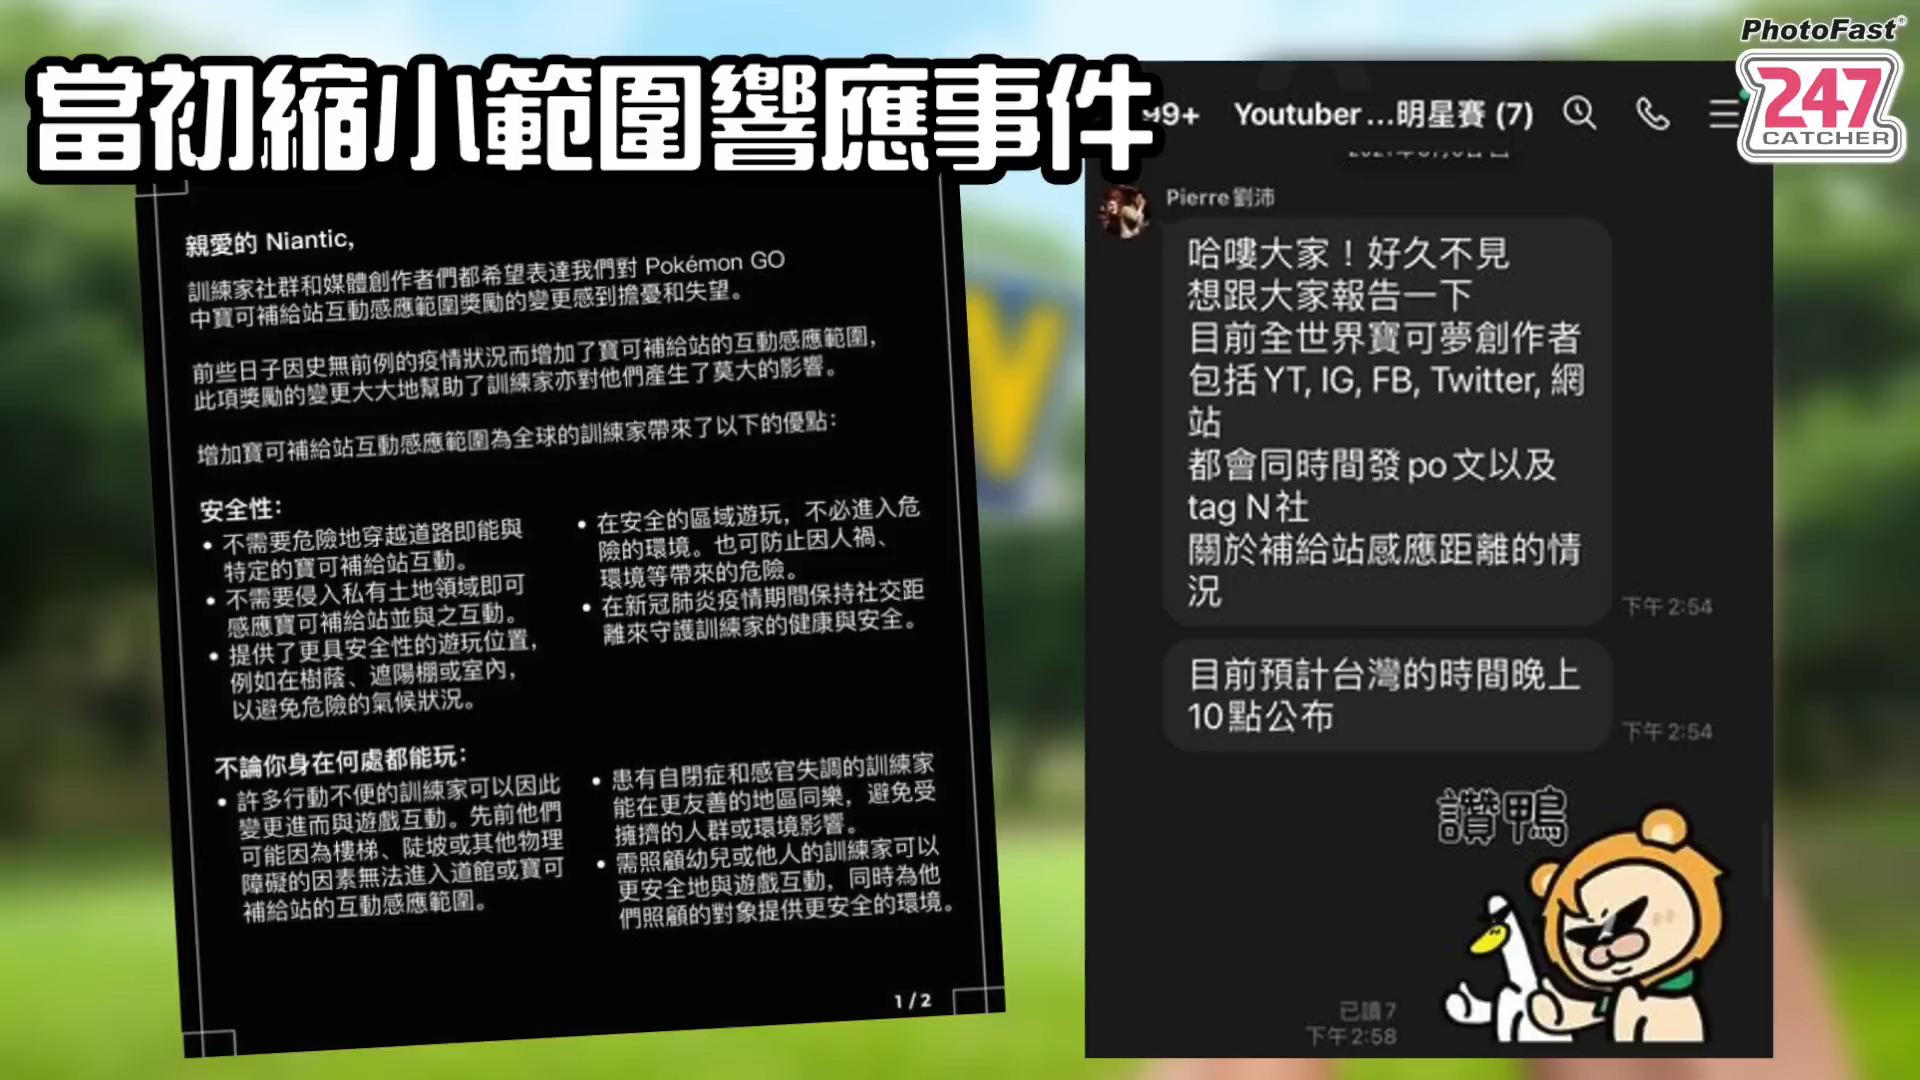 當初縮小範圍響應事件
PhotoFast
247
CATCHER
親愛的 Niantic,
訓練家社群和媒體創作者們都希望表達我們對 Pokémon GO
中寶可補給站互動感應範圍獎勵的變更感到擔憂和失望。
前些日子因史無前例的疫情狀況而增加了寶可補給站的互動感應範圍,
此項獎勵的變更大大地幫助了訓練家亦對他們產生了莫大的影響。
增加寶可補給站互動感應範圍為全球的訓練家帶來了以下的優點:
安全性:
• 不需要危險地穿越道路即能與
特定的寶可補給站互動。
• 不需要侵入私有土地領域即可
感應寶可補給站並與之互動。
• 提供了更具安全性的遊玩位置,
例如在樹蔭、遮陽棚或室內,
以避免危險的氣候狀況。
• 在安全的區域遊玩, 不必進入危
險的環境。也可防止因人禍、
環境等帶來的危險。
• 在新冠肺炎疫情期間保持社交距
離來守護訓練家的健康與安全。
不論你身在何處都能玩:
• 許多行動不便的訓練家可以因此
變更進而與遊戲互動。先前他們
可能因為樓梯、陡坡或其他物理
障礙的因素無法進入道館或寶可
補給站的互動感應範圍。
• 患有自閉症和感官失調的訓練家
能在更友善的地區同樂, 避免受
擁擠的人群或環境影響。
• 需照顧幼兒或他人的訓練家可以
更安全地與遊戲互動, 同時為他
們照顧的對象提供更安全的環境。
1 / 2
99+ Youtuber...明星賽 (7)
Pierre劉沛
哈嘍大家！好久不見
想跟大家報告一下
目前全世界寶可夢創作者
包括YT, IG, FB, Twitter, 網
站
都會同時間發po文以及
tag N社
關於補給站感應距離的情
況
下午 2:54
目前預計台灣的時間晚上
10點公布
下午 2:54
讚鴨
已讀 7
下午 2:58